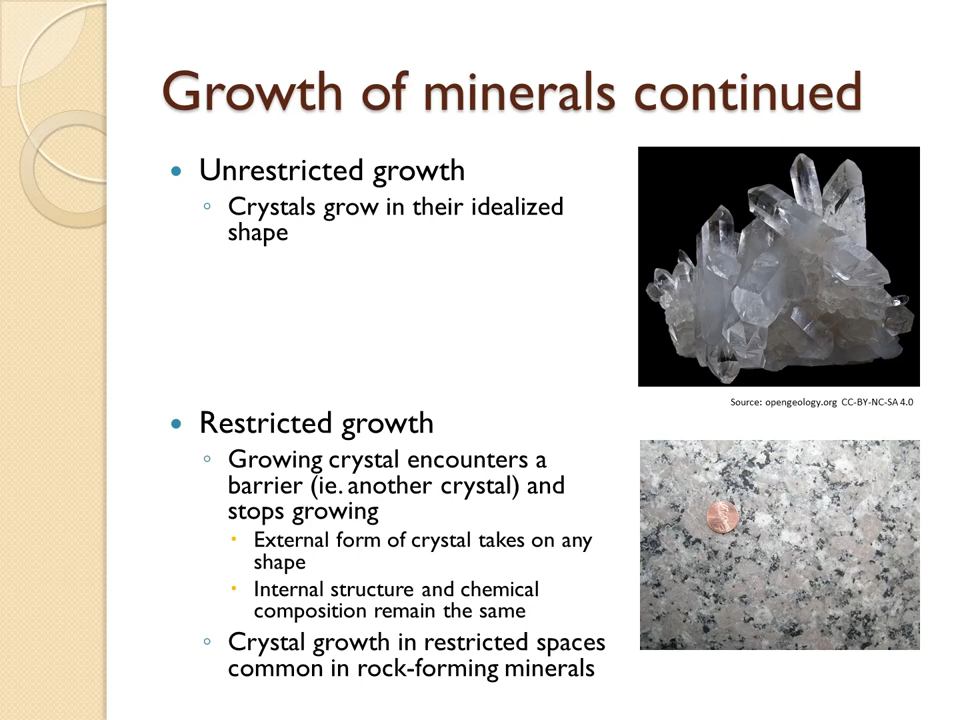 Growth of minerals continued
Unrestricted growth
Crystals grow in their idealized
shape
Source: opengeology.org CC-BY-NC-SA 4.0
Restricted growth
Growing crystal encounters a
barrier (ie. another crystal) and
stops growing
External form of crystal takes on any
shape
Internal structure and chemical
composition remain the same
Crystal growth in restricted spaces
common in rock-forming minerals